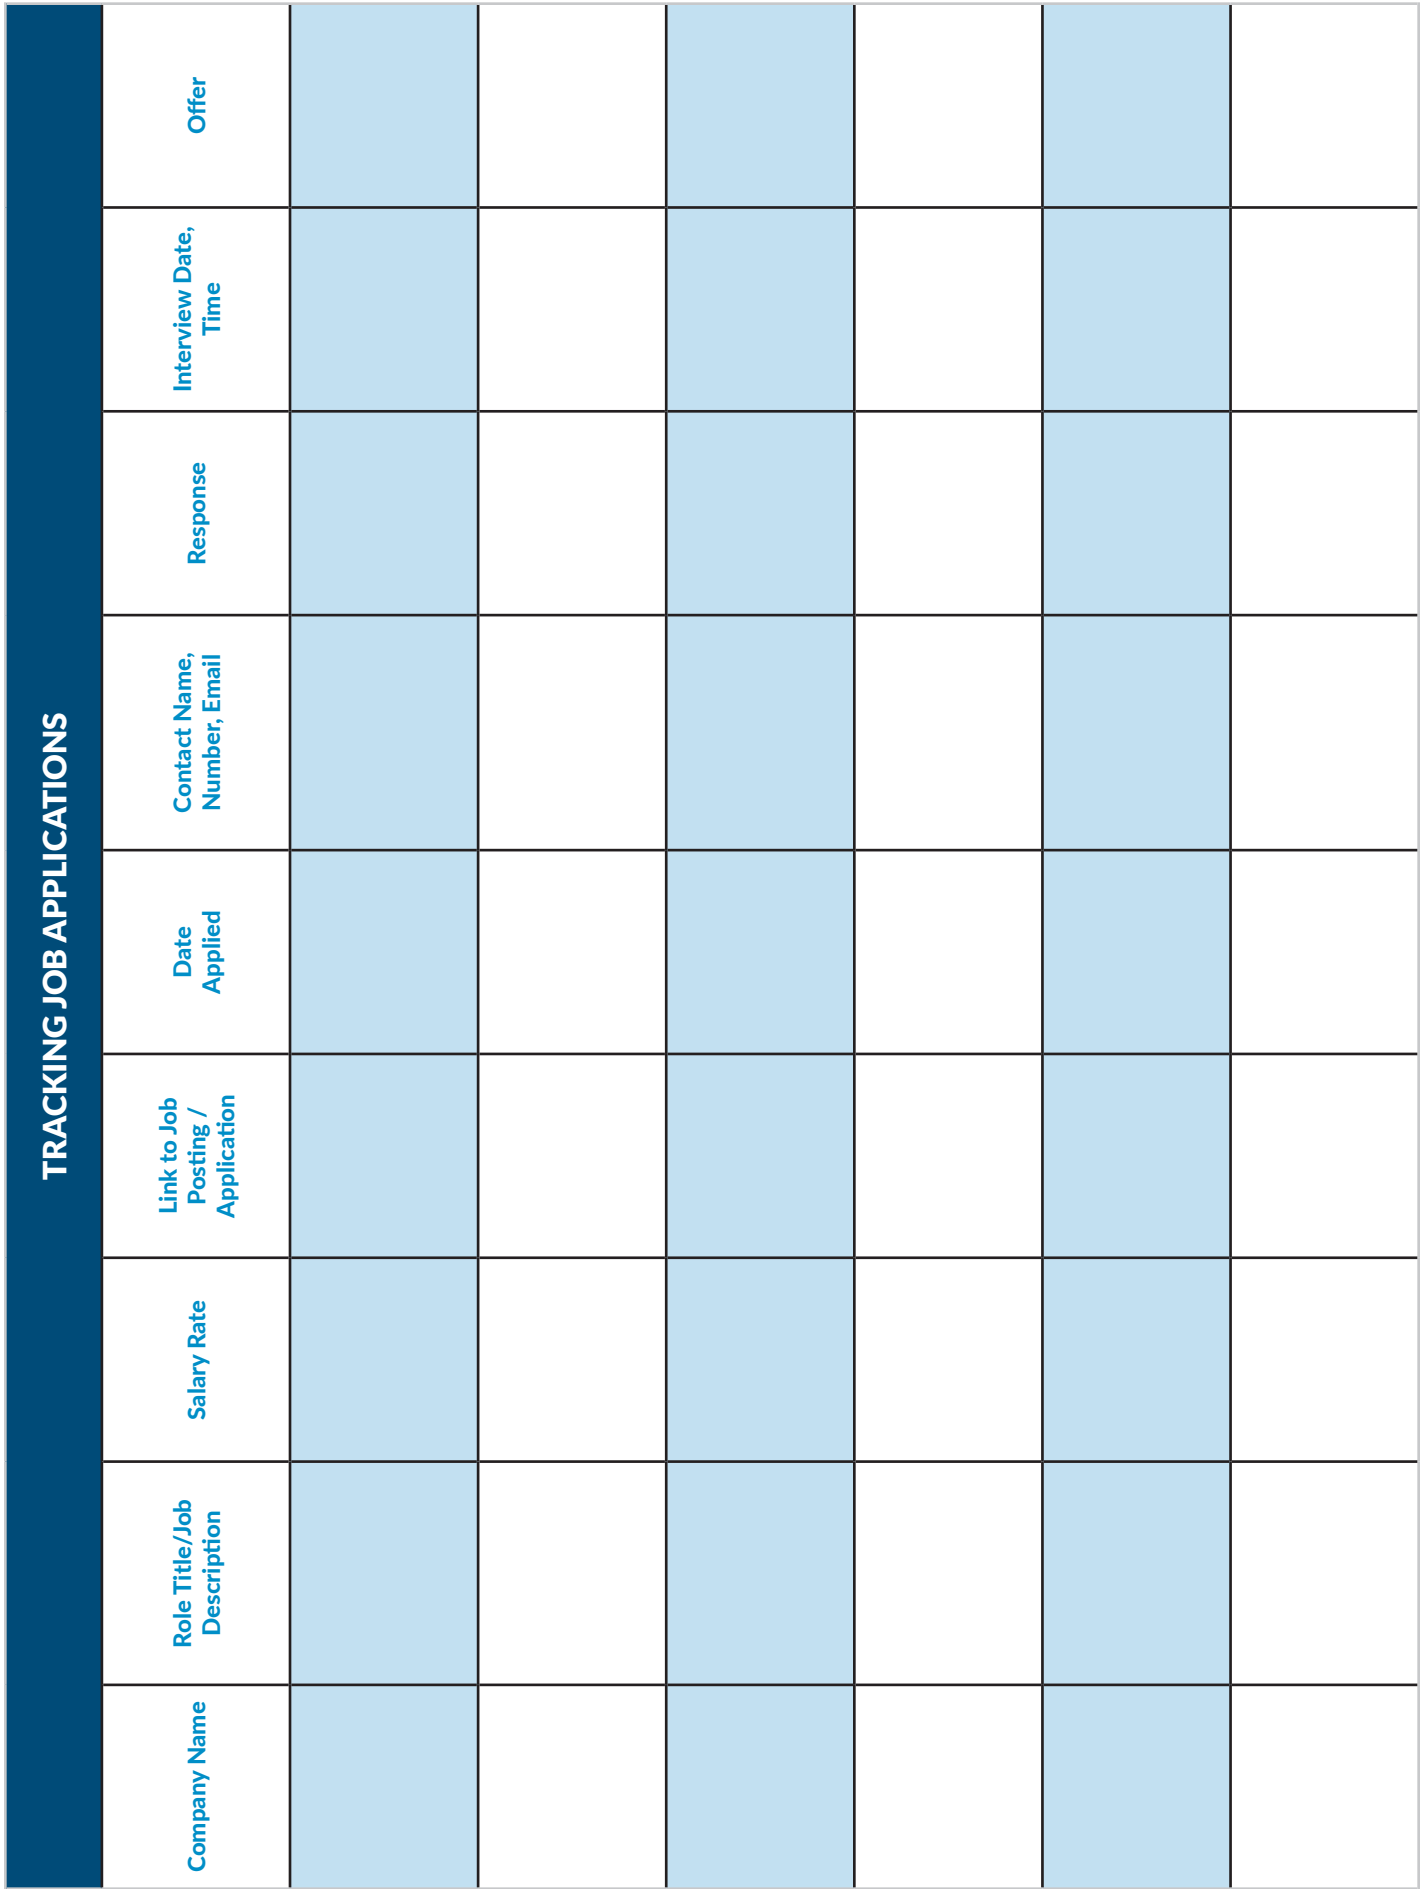 TRACKING JOB APPLICATIONS
Company Name
Role Title/Job
Description
Salary Rate
Link to Job
Posting /
Application
Date
Applied
Contact Name,
Number, Email
Response
Interview Date,
Time
Offer